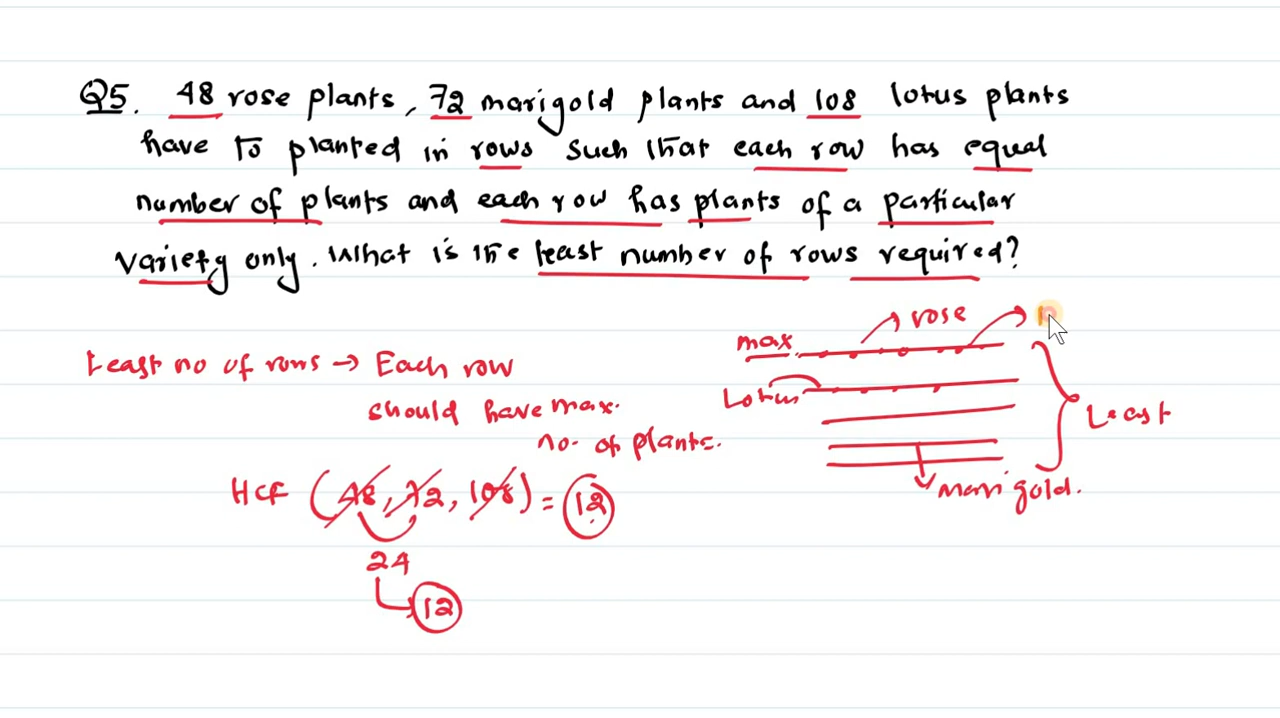 Q5. 48 rose plants, 72 marigold plants and 108 lotus plants
have to planted in rows such that each row has equal
number of plants and each row has plants of a particular
variety only. What is the least number of rows required?
Least no of rows → Each row
should have max.
no. of plants.
HCF (48, 72, 108) = 12
24
12
max.
rose
Lotus
Least
marigold.